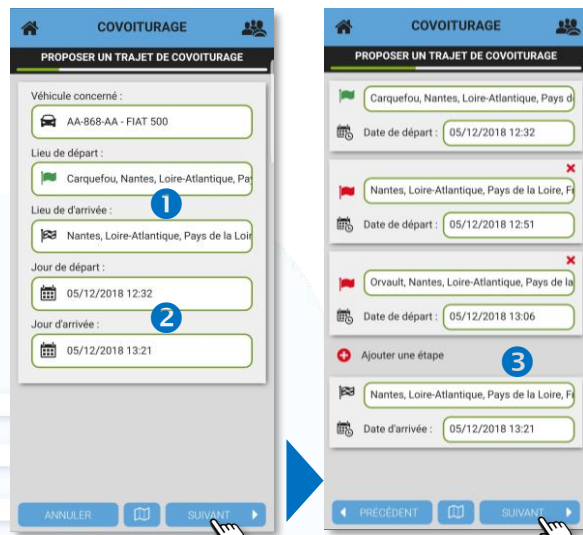 COVOITURAGE
PROPOSER UN TRAJET DE COVOITURAGE
Véhicule concerné :
AA-868-AA - FIAT 500
Lieu de départ :
Carquefou, Nantes, Loire-Atlantique, Pa
1
Lieu de d'arrivée :
Nantes, Loire-Atlantique, Pays de la Loir
Jour de départ :
05/12/2018 12:32
2
Jour d'arrivée :
05/12/2018 13:21
ANNULER
SUIVANT
COVOITURAGE
PROPOSER UN TRAJET DE COVOITURAGE
Carquefou, Nantes, Loire-Atlantique, Pays d
Date de départ : 05/12/2018 12:32
Nantes, Loire-Atlantique, Pays de la Loire, F
Date de départ : 05/12/2018 12:51
Orvault, Nantes, Loire-Atlantique, Pays de la
Date de départ : 05/12/2018 13:06
Ajouter une étape
3
Nantes, Loire-Atlantique, Pays de la Loire, F
Date d'arrivée : 05/12/2018 13:21
PRÉCÉDENT
SUIVANT